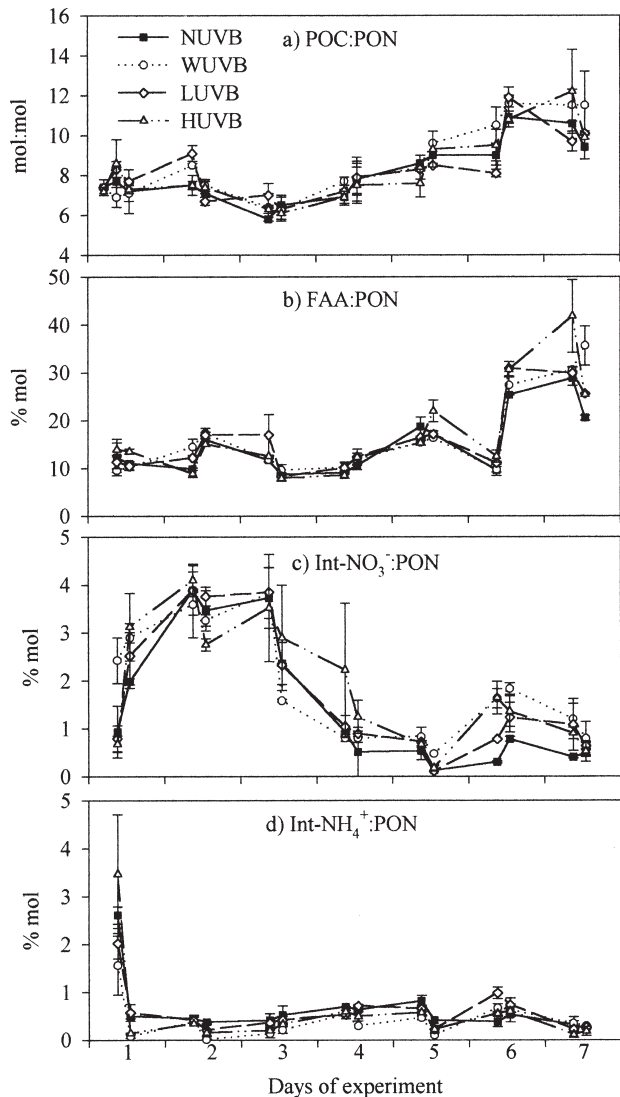 16
14
12
10
8
6
4
mol:mol
NUVB
WUVB
LUVB
HUVB
a) POC:PON
50
40
30
20
10
0
% mol
b) FAA:PON
5
4
3
2
1
0
% mol
c) Int-NO₃⁻:PON
5
4
3
2
1
0
% mol
d) Int-NH₄⁺:PON
1 2 3 4 5 6 7
Days of experiment